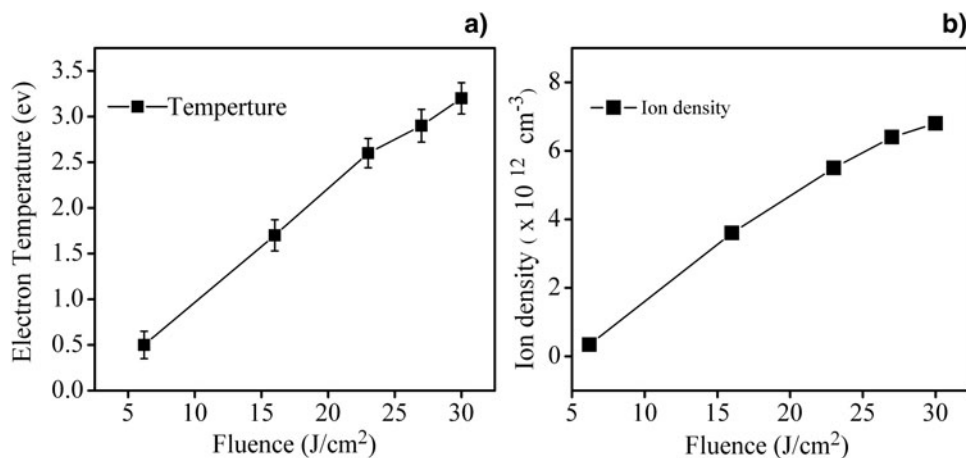 a)
3.5
3.0
2.5
2.0
1.5
1.0
0.5
0.0
Electron Temperature (ev)
Temperture
5 10 15 20 25 30
Fluence (J/cm²)
b)
8
6
4
2
0
Ion density ( x 10 ¹² cm⁻³)
Ion density
5 10 15 20 25 30
Fluence (J/cm²)